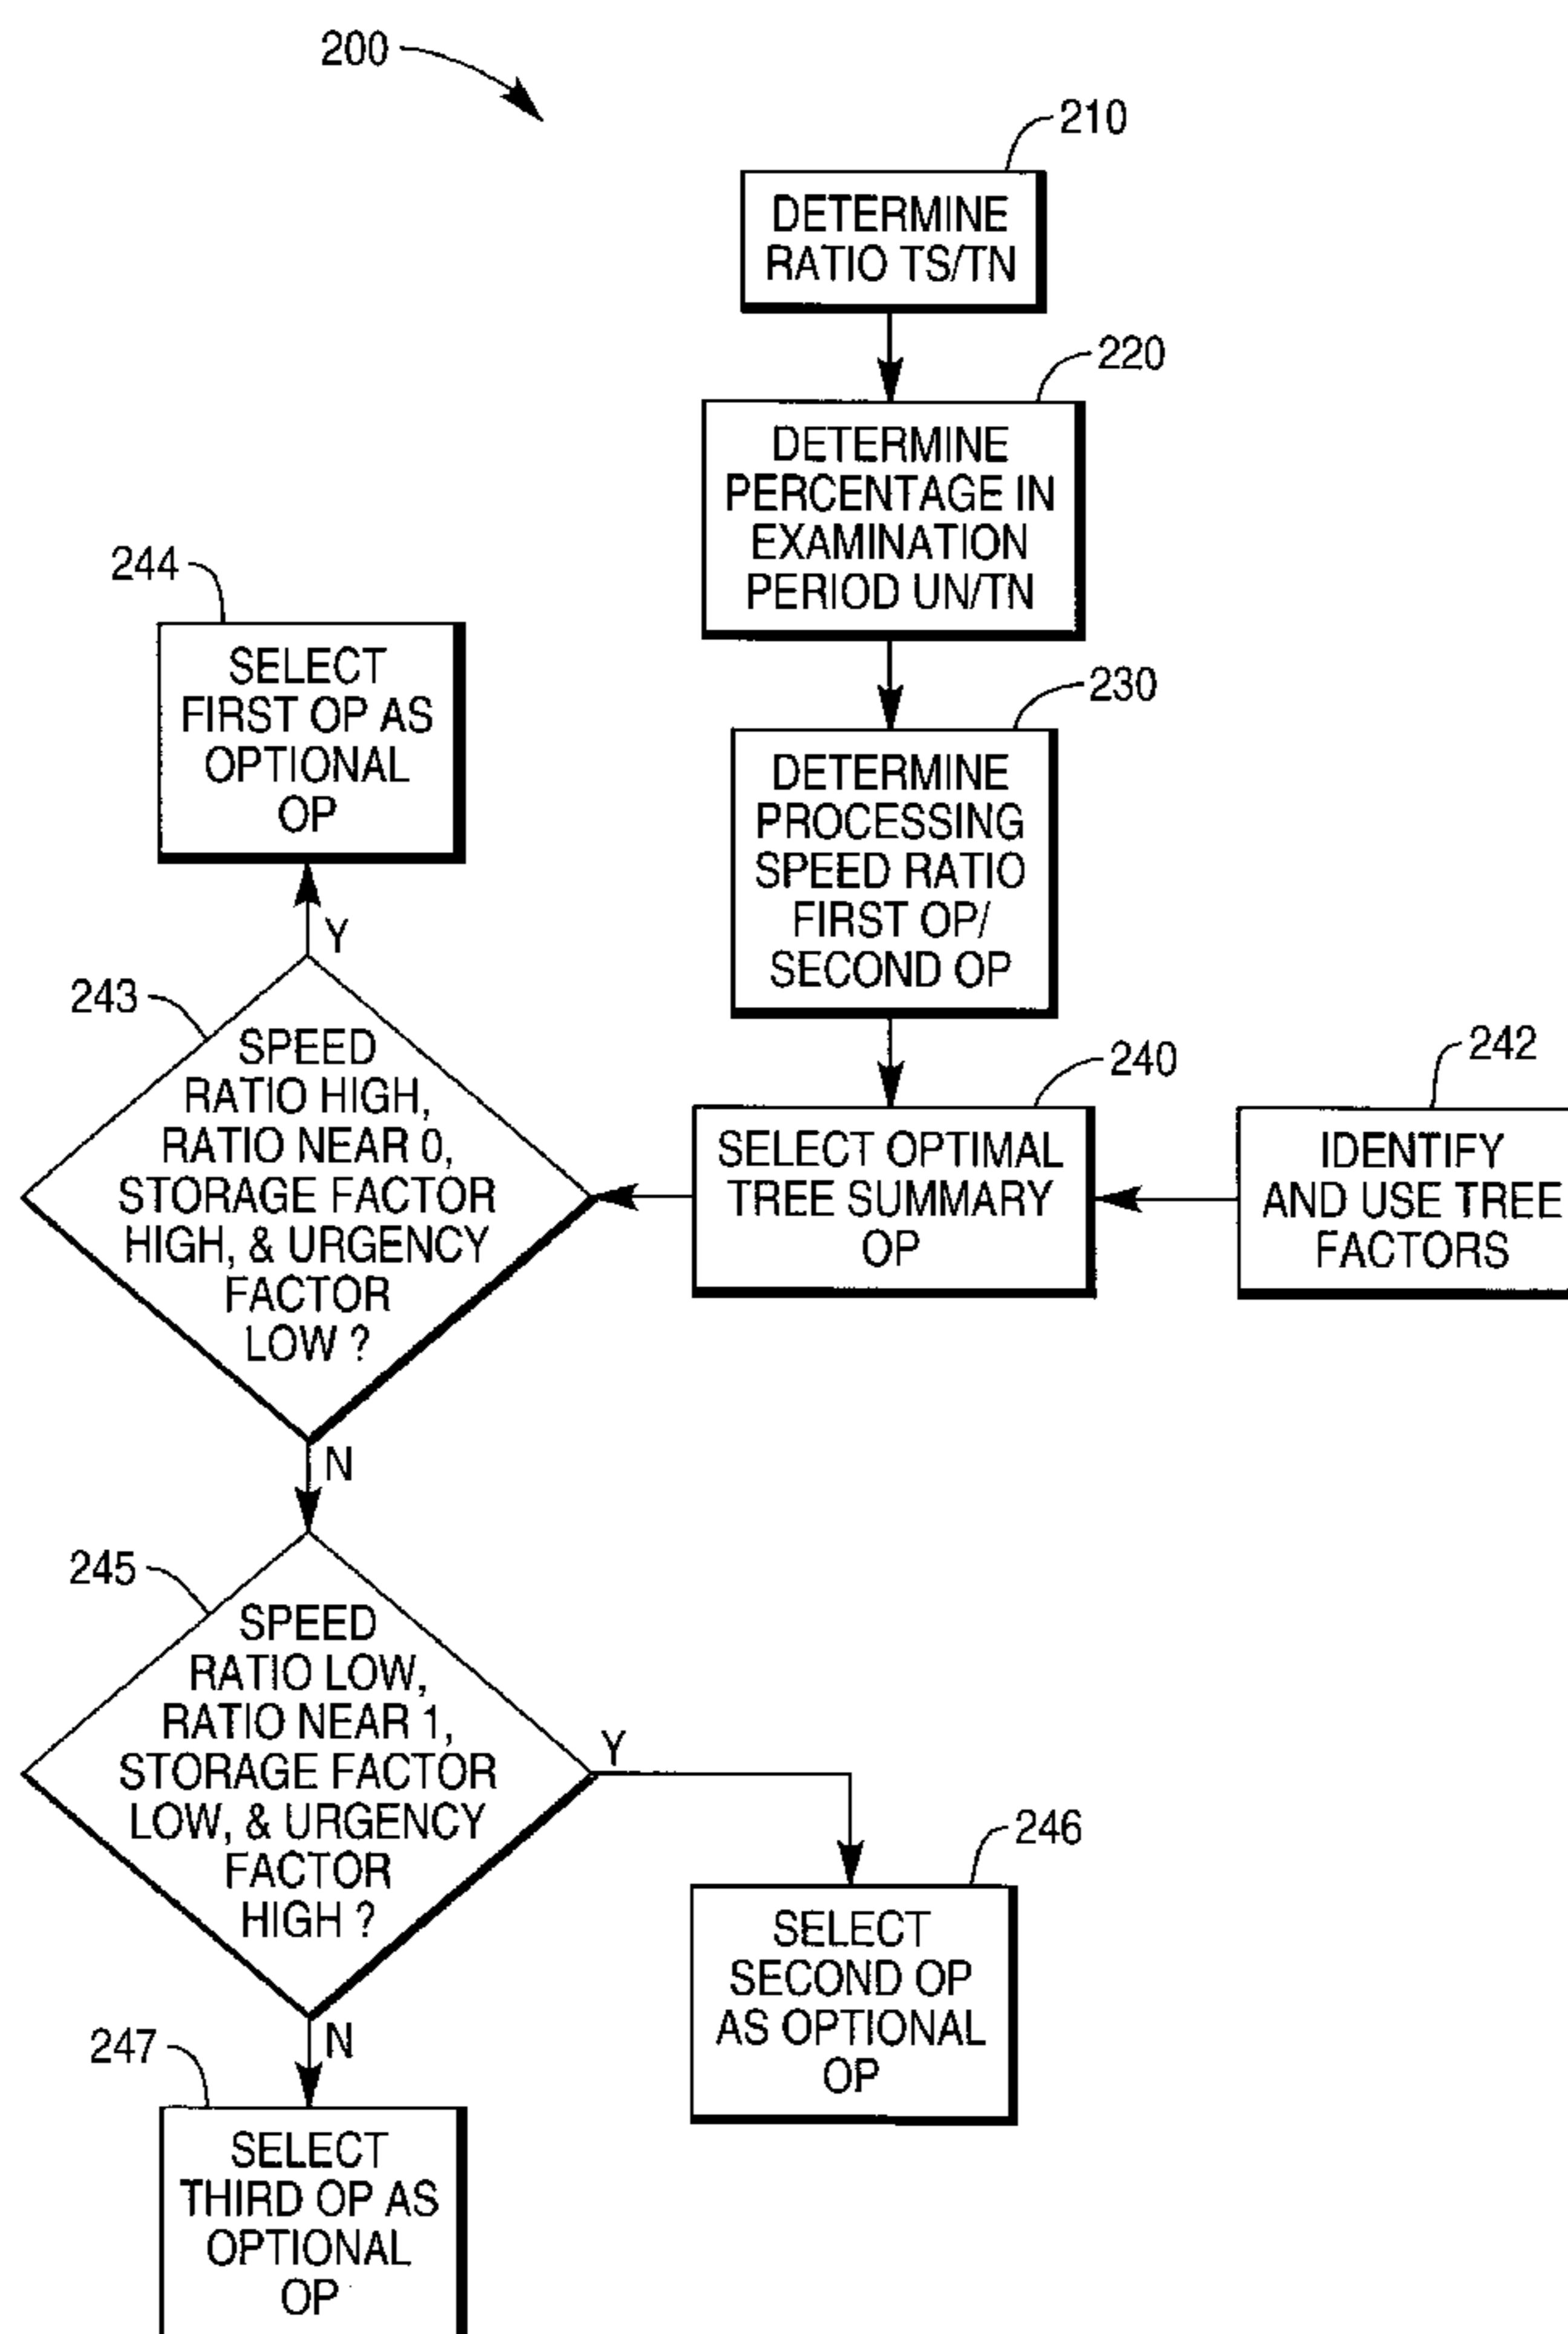 200
210
DETERMINE
RATIO TS/TN
220
DETERMINE
PERCENTAGE IN
EXAMINATION
PERIOD UN/TN
230
DETERMINE
PROCESSING
SPEED RATIO
FIRST OP/
SECOND OP
240
SELECT OPTIMAL
TREE SUMMARY
OP
242
IDENTIFY
AND USE TREE
FACTORS
243
SPEED
RATIO HIGH,
RATIO NEAR 0,
STORAGE FACTOR
HIGH, & URGENCY
FACTOR
LOW ?
Y
244
SELECT
FIRST OP AS
OPTIONAL
OP
N
245
SPEED
RATIO LOW,
RATIO NEAR 1,
STORAGE FACTOR
LOW, & URGENCY
FACTOR
HIGH ?
Y
246
SELECT
SECOND OP
AS OPTIONAL
OP
N
247
SELECT
THIRD OP AS
OPTIONAL
OP